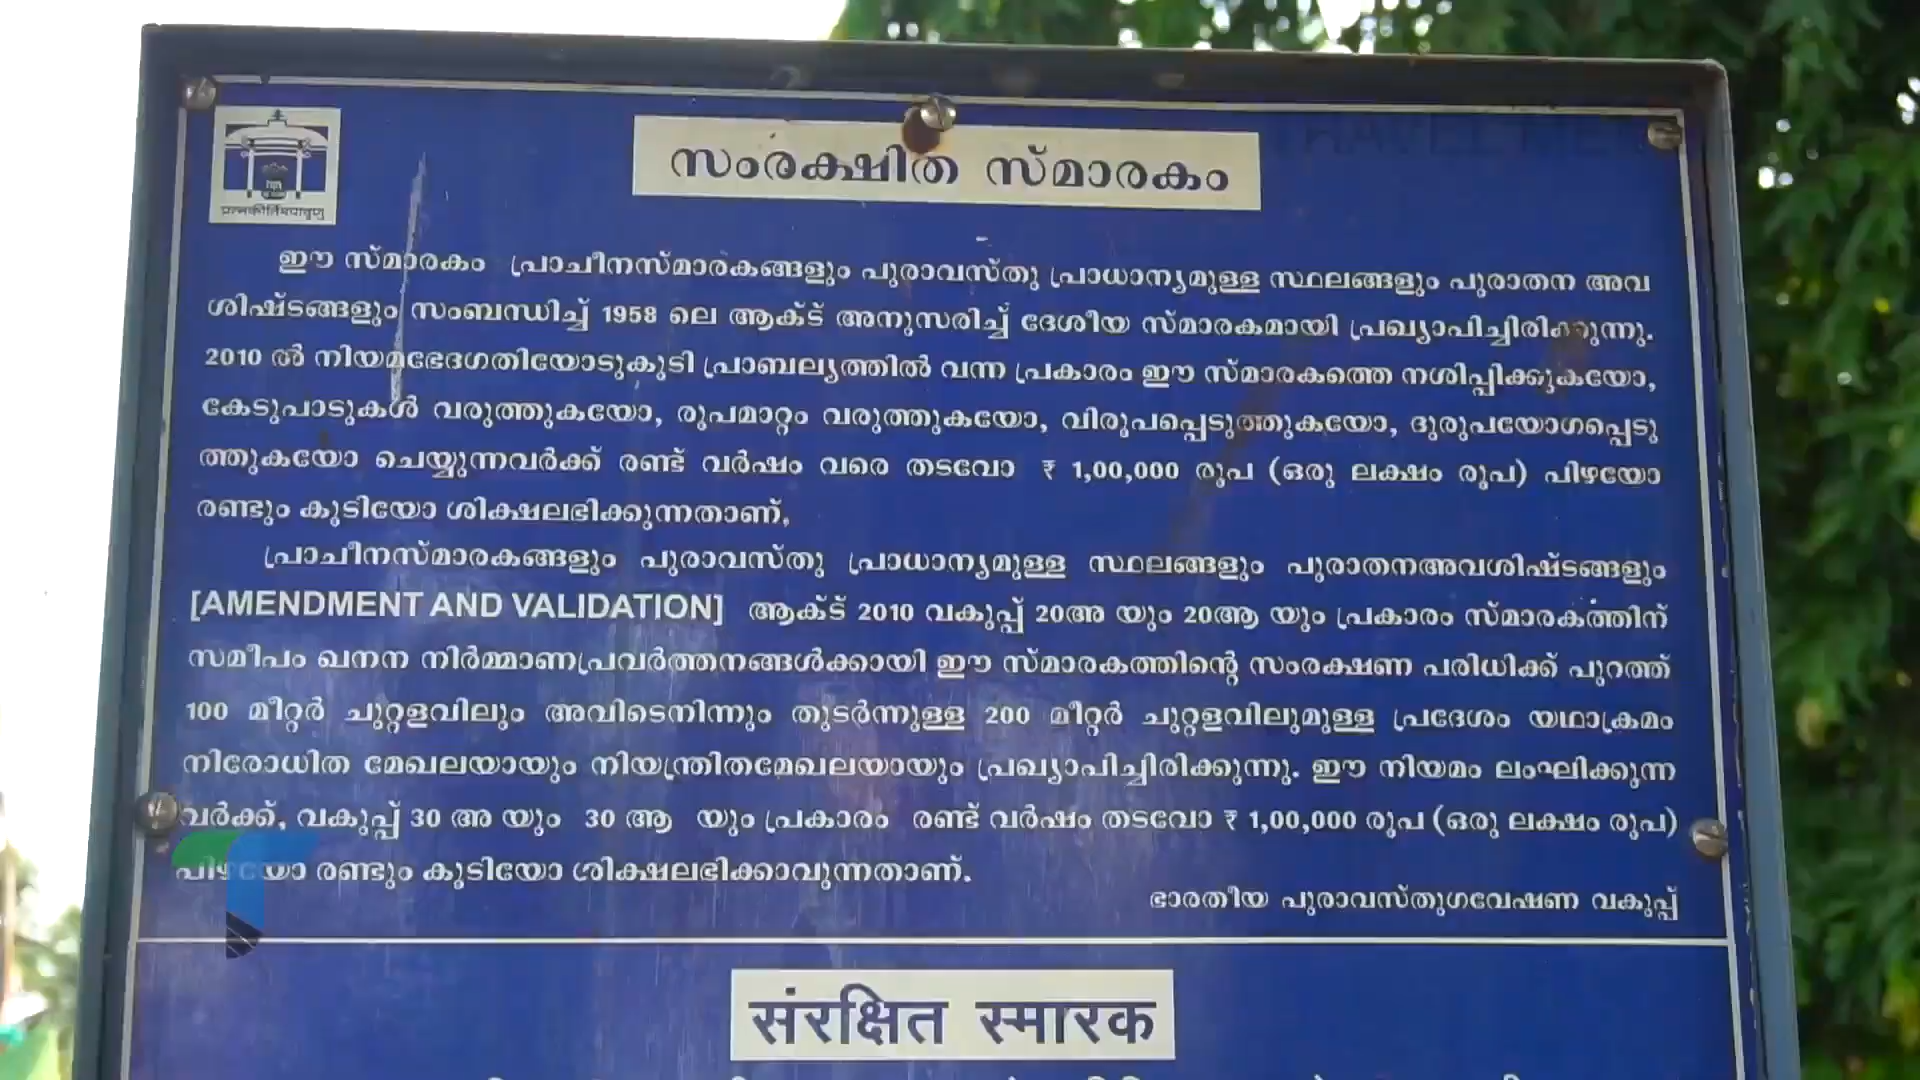 സംരക്ഷിത സ്മാരകം
ഈ സ്മാരകം പ്രാചീനസ്മാരകങ്ങളും പുരാവസ്തു പ്രാധാന്യമുള്ള സ്ഥലങ്ങളും പുരാതന അവ
ശിഷ്ടങ്ങളും സംബന്ധിച്ച് 1958 ലെ ആക്ട് അനുസരിച്ച് ദേശീയ സ്മാരകമായി പ്രഖ്യാപിച്ചിരിക്കുന്നു.
2010 ൽ നിയമഭേദഗതിയോടുകൂടി പ്രാബല്യത്തിൽ വന്ന പ്രകാരം ഈ സ്മാരകത്തെ നശിപ്പിക്കുകയോ,
കേടുപാടുകൾ വരുത്തുകയോ, രൂപമാറ്റം വരുത്തുകയോ, വിരൂപപ്പെടുത്തുകയോ, ദുരുപയോഗപ്പെടു
ത്തുകയോ ചെയ്യുന്നവർക്ക് രണ്ട് വർഷം വരെ തടവോ ₹ 1,00,000 രൂപ (ഒരു ലക്ഷം രൂപ) പിഴയോ
രണ്ടും കൂടിയോ ശിക്ഷലഭിക്കുന്നതാണ്.
പ്രാചീനസ്മാരകങ്ങളും പുരാവസ്തു പ്രാധാന്യമുള്ള സ്ഥലങ്ങളും പുരാതനഅവശിഷ്ടങ്ങളും
[AMENDMENT AND VALIDATION] ആക്ട് 2010 വകുപ്പ് 20അ യും 20ആ യും പ്രകാരം സ്മാരകത്തിന്
സമീപം ഖനന നിർമ്മാണപ്രവർത്തനങ്ങൾക്കായി ഈ സ്മാരകത്തിന്റെ സംരക്ഷണ പരിധിക്ക് പുറത്ത്
100 മീറ്റർ ചുറ്റളവിലും അവിടെനിന്നും തുടർന്നുള്ള 200 മീറ്റർ ചുറ്റളവിലുമുള്ള പ്രദേശം യഥാക്രമം
നിരോധിത മേഖലയായും നിയന്ത്രിതമേഖലയായും പ്രഖ്യാപിച്ചിരിക്കുന്നു. ഈ നിയമം ലംഘിക്കുന്ന
വർക്ക്, വകുപ്പ് 30 അ യും 30 ആ യും പ്രകാരം രണ്ട് വർഷം തടവോ ₹ 1,00,000 രൂപ (ഒരു ലക്ഷം രൂപ)
പിഴയോ രണ്ടും കൂടിയോ ശിക്ഷലഭിക്കാവുന്നതാണ്.
ഭാരതീയ പുരാവസ്തുഗവേഷണ വകുപ്പ്
संरक्षित स्मारक